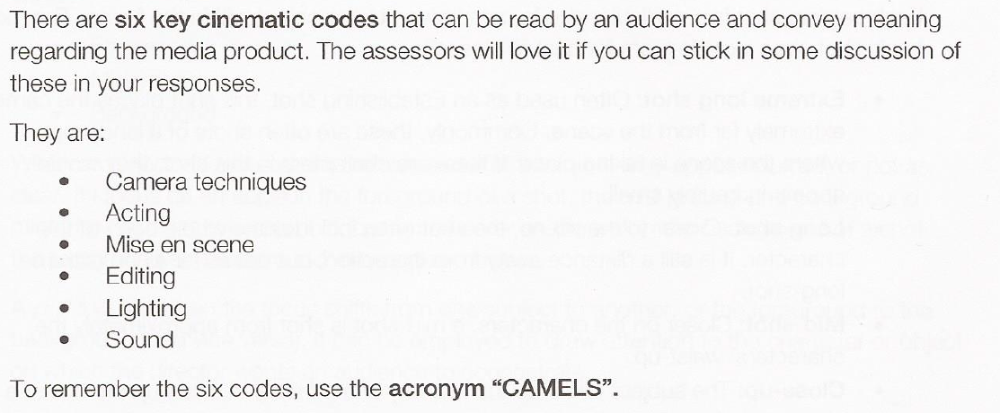 There are six key cinematic codes that can be read by an audience and convey meaning
regarding the media product. The assessors will love it if you can stick in some discussion of
these in your responses.
They are:
• Camera techniques
• Acting
• Mise en scene
• Editing
• Lighting
• Sound
To remember the six codes, use the acronym “CAMELS”.